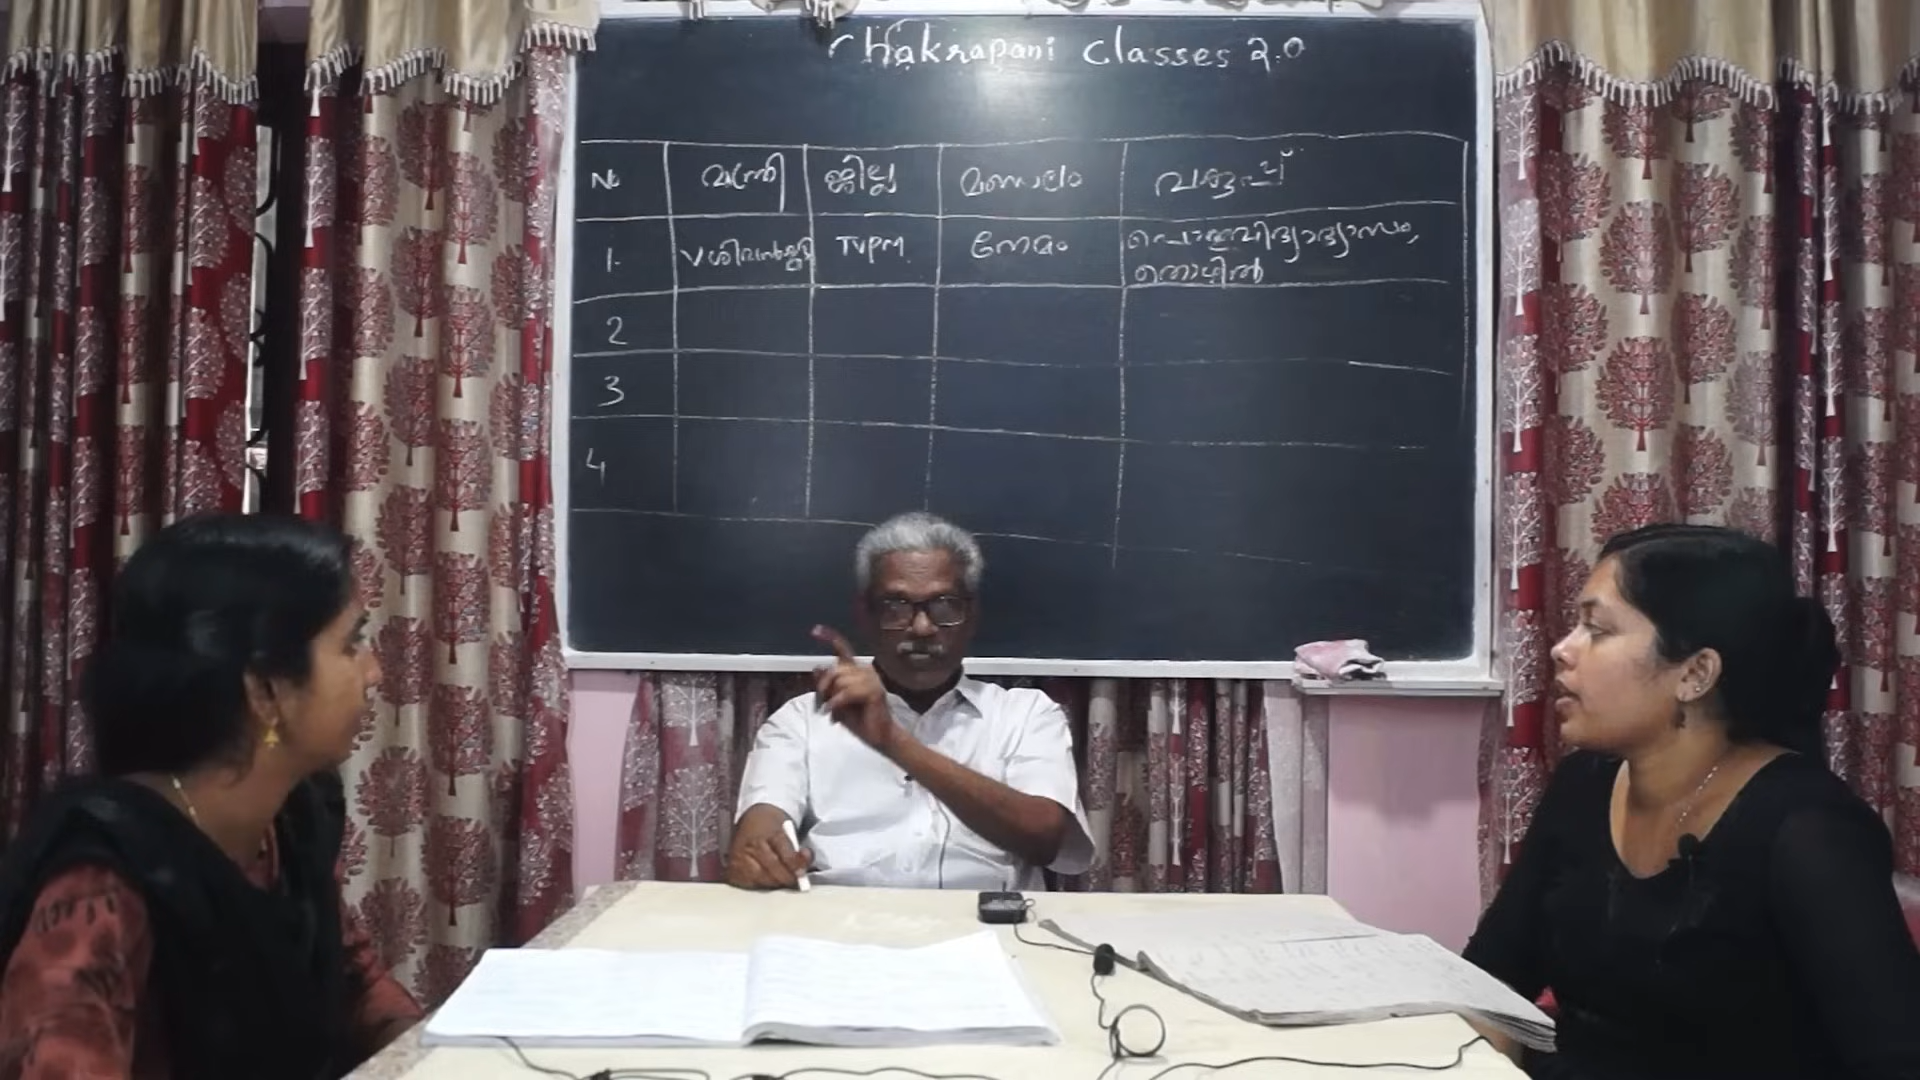 Chakrapani Classes 2.0
No മന്ത്രി ജില്ല മണ്ഡലം വകുപ്പ്
1. V ശിവൻകുട്ടി TVPM നേമം പൊതുവിദ്യാഭ്യാസം,
തൊഴിൽ
2
3
4